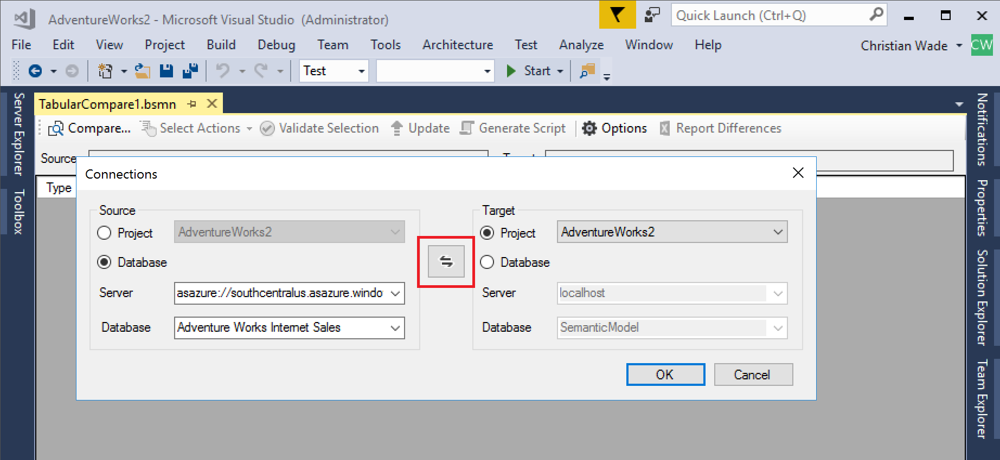 AdventureWorks2 - Microsoft Visual Studio (Administrator)
Quick Launch (Ctrl+Q)
File Edit View Project Build Debug Team Tools Architecture Test Analyze Window Help
Christian Wade CW
Test Start
Server Explorer
Toolbox
TabularCompare1.bsmn
Compare... Select Actions Validate Selection Update Generate Script Options Report Differences
Source Target
Type
Connections
Source
Project AdventureWorks2
Database
Server asazure://southcentralus.asazure.windo
Database Adventure Works Internet Sales
Target
Project AdventureWorks2
Database
Server localhost
Database SemanticModel
OK Cancel
Notifications
Properties
Solution Explorer
Team Explorer